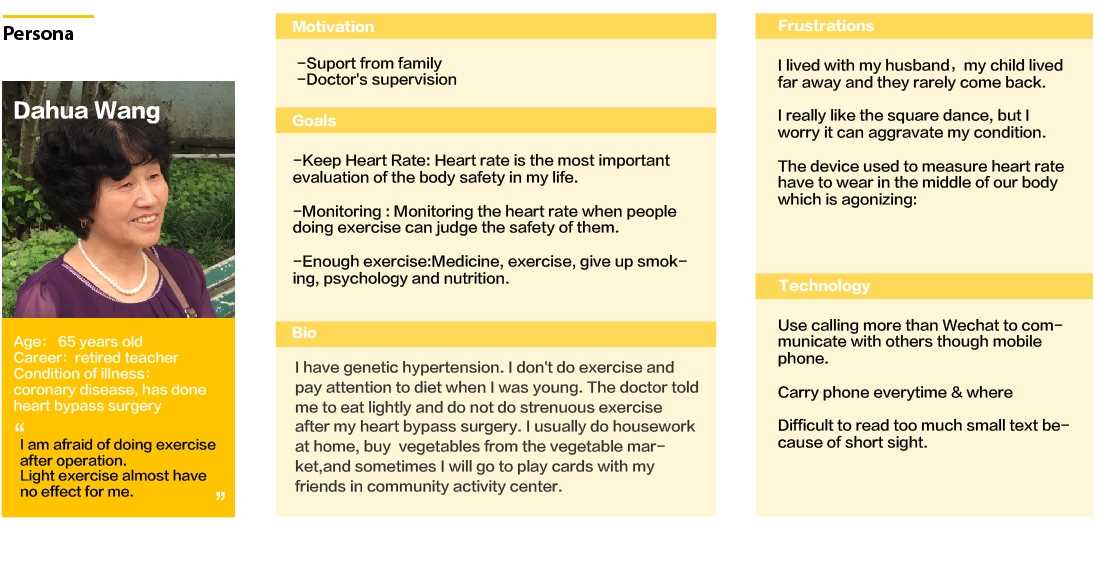 Persona
Dahua Wang
Age： 65 years old
Career：retired teacher
Condition of illness：
coronary disease, has done
heart bypass surgery
“
I am afraid of doing exercise
after operation.
Light exercise almost have
no effect for me.
”
Motivation
-Suport from family
-Doctor's supervision
Goals
-Keep Heart Rate: Heart rate is the most important
evaluation of the body safety in my life.
-Monitoring : Monitoring the heart rate when people
doing exercise can judge the safety of them.
-Enough exercise:Medicine, exercise, give up smok-
ing, psychology and nutrition.
Bio
I have genetic hypertension. I don't do exercise and
pay attention to diet when I was young. The doctor told
me to eat lightly and do not do strenuous exercise
after my heart bypass surgery. I usually do housework
at home, buy vegetables from the vegetable mar-
ket,and sometimes I will go to play cards with my
friends in community activity center.
Frustrations
I lived with my husband，my child lived
far away and they rarely come back.
I really like the square dance, but I
worry it can aggravate my condition.
The device used to measure heart rate
have to wear in the middle of our body
which is agonizing:
Technology
Use calling more than Wechat to com-
municate with others though mobile
phone.
Carry phone everytime & where
Difficult to read too much small text be-
cause of short sight.